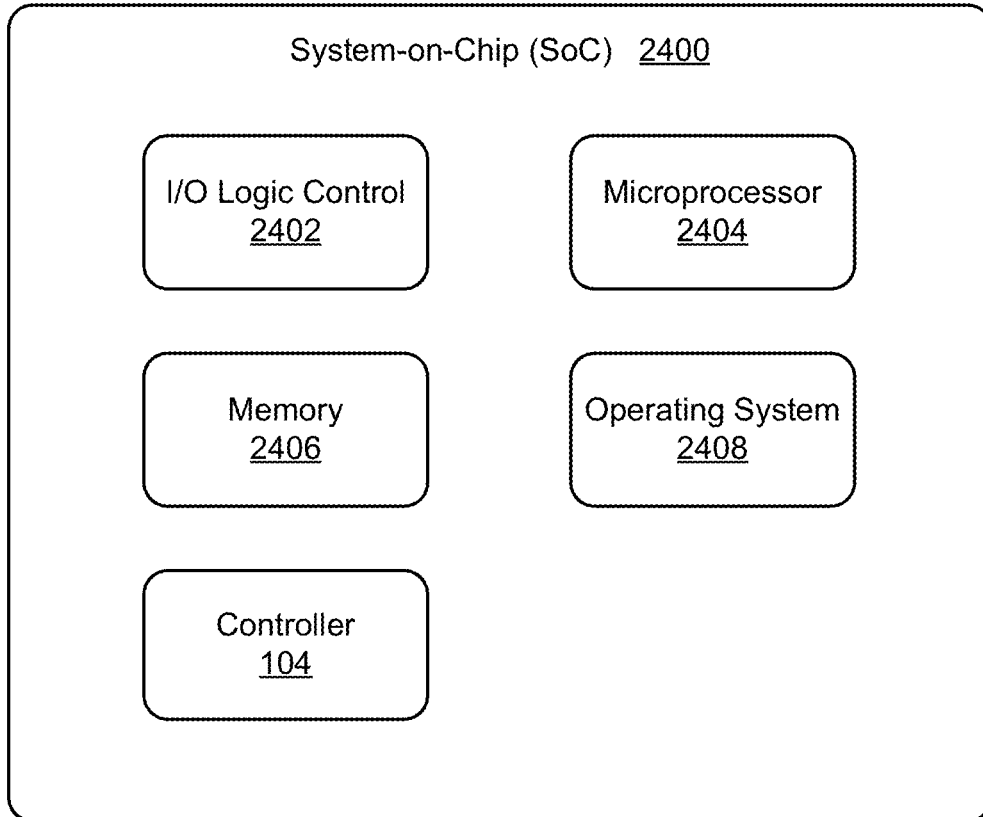 System-on-Chip (SoC) 2400
I/O Logic Control
2402
Microprocessor
2404
Memory
2406
Operating System
2408
Controller
104